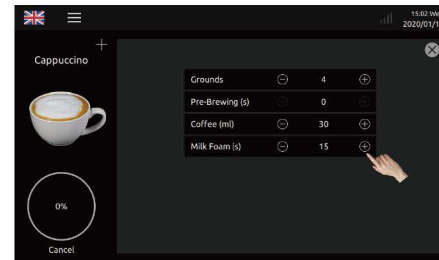 15:02 We
2020/01/1
Cappuccino
Grounds 4
Pre-Brewing (s) 0
Coffee (ml) 30
Milk Foam (s) 15
0%
Cancel